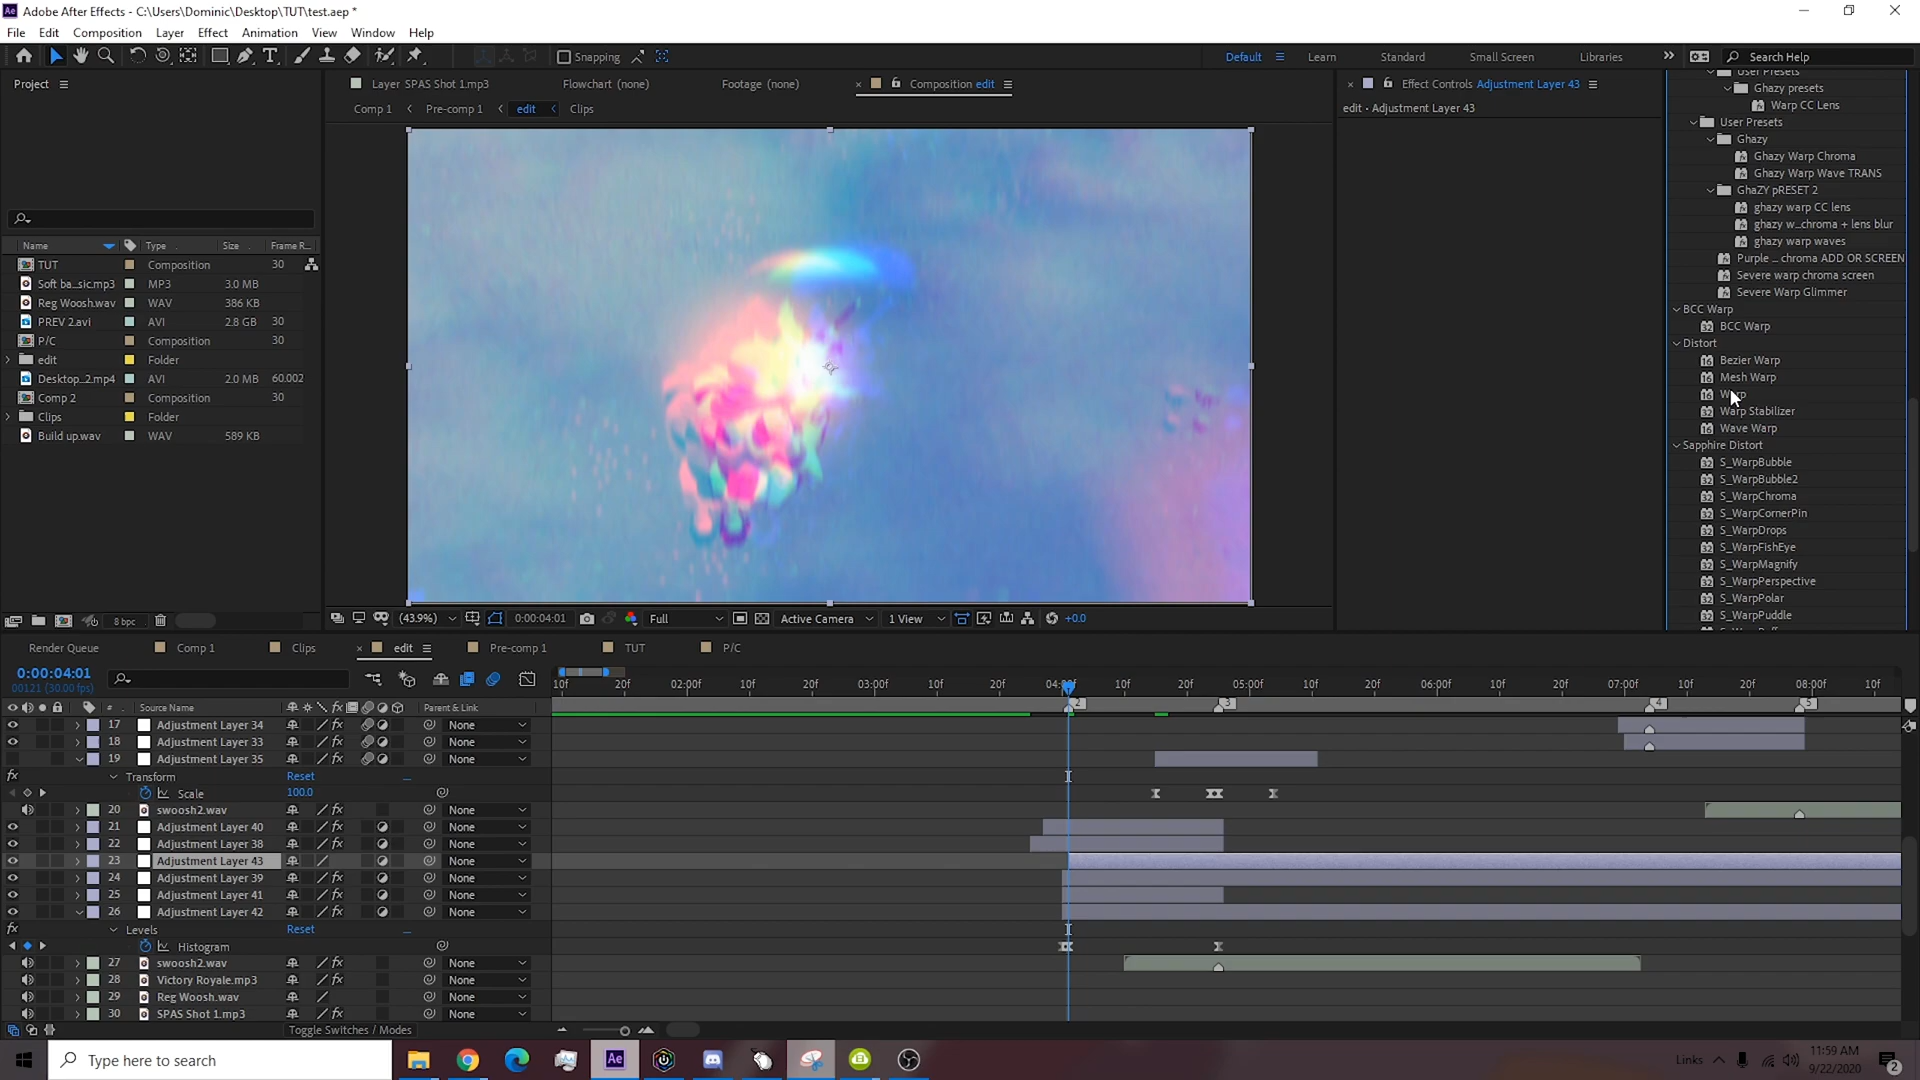 Adobe After Effects - C:\Users\Dominic\Desktop\TUT\test.aep *
File Edit Composition Layer Effect Animation View Window Help
Snapping
Default Learn Standard Small Screen Libraries Search Help
Project
Layer SPAS Shot 1.mp3 Flowchart (none) Footage (none) Composition edit
Comp 1 Pre-comp 1 edit Clips
Effect Controls Adjustment Layer 43
edit • Adjustment Layer 43
Name Type Size Frame R...
TUT Composition 30
Soft ba...sic.mp3 MP3 3.0 MB
Reg Woosh.wav WAV 386 KB
PREV 2.avi AVI 2.8 GB 30
P/C Composition 30
edit Folder
Desktop...2.mp4 AVI 2.0 MB 60.002
Comp 2 Composition 30
Clips Folder
Build up.wav WAV 589 KB
8 bpc
User Presets
Ghazy presets
Warp CC Lens
User Presets
Ghazy
Ghazy Warp Chroma
Ghazy Warp Wave TRANS
GhaZY pRESET 2
ghazy warp CC lens
ghazy w...chroma + lens blur
ghazy warp waves
Purple ... chroma ADD OR SCREEN
Severe warp chroma screen
Severe Warp Glimmer
BCC Warp
BCC Warp
Distort
Bezier Warp
Mesh Warp
Warp
Warp Stabilizer
Wave Warp
Sapphire Distort
S_WarpBubble
S_WarpBubble2
S_WarpChroma
S_WarpCornerPin
S_WarpDrops
S_WarpFishEye
S_WarpMagnify
S_WarpPerspective
S_WarpPolar
S_WarpPuddle
(43.9%) 0:00:04:01 Full Active Camera 1 View +0.0
Render Queue Comp 1 Clips edit Pre-comp 1 TUT P/C
0:00:04:01
00121 (30.00 fps)
10f 20f 02:00f 10f 20f 03:00f 10f 20f 04:00f 10f 20f 05:00f 10f 20f 06:00f 10f 20f 07:00f 10f 20f 08:00f 10f
2 3 4 5
# Source Name Parent & Link
17 Adjustment Layer 34 None
18 Adjustment Layer 33 None
19 Adjustment Layer 35 None
Transform Reset
Scale 100.0
20 swoosh2.wav None
21 Adjustment Layer 40 None
22 Adjustment Layer 38 None
23 Adjustment Layer 43 None
24 Adjustment Layer 39 None
25 Adjustment Layer 41 None
26 Adjustment Layer 42 None
Levels Reset
Histogram
27 swoosh2.wav None
28 Victory Royale.mp3 None
29 Reg Woosh.wav None
30 SPAS Shot 1.mp3 None
Toggle Switches / Modes
Type here to search
Links 11:59 AM
9/22/2020
2